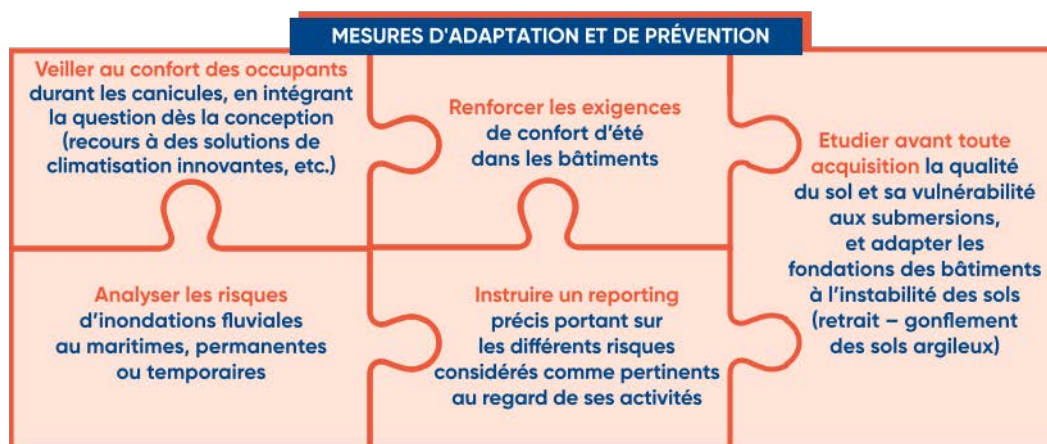 MESURES D'ADAPTATION ET DE PRÉVENTION
Veiller au confort des occupants
durant les canicules, en intégrant
la question dès la conception
(recours à des solutions de
climatisation innovantes, etc.)
Renforcer les exigences
de confort d'été
dans les bâtiments
Etudier avant toute
acquisition la qualité
du sol et sa vulnérabilité
aux submersions,
et adapter les
fondations des bâtiments
à l'instabilité des sols
(retrait – gonflement
des sols argileux)
Analyser les risques
d'inondations fluviales
au maritimes, permanentes
ou temporaires
Instruire un reporting
précis portant sur
les différents risques
considérés comme pertinents
au regard de ses activités